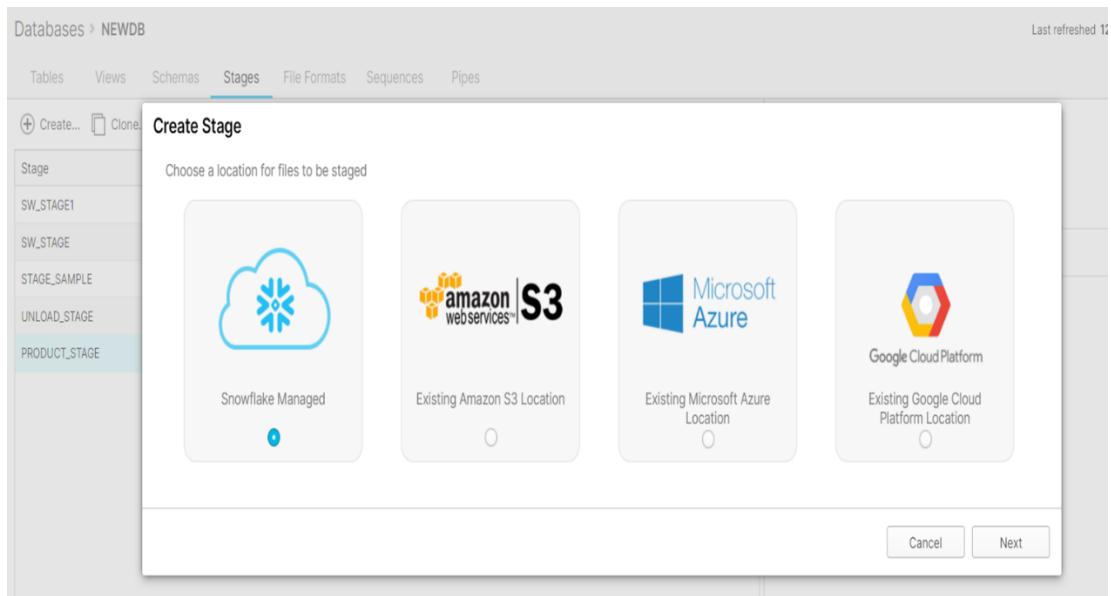 Databases > NEWDB
Last refreshed 12
Tables Views Schemas Stages File Formats Sequences Pipes
Create... Clone.
Create Stage
Stage
Choose a location for files to be staged
SW_STAGE1
SW_STAGE
STAGE_SAMPLE
UNLOAD_STAGE
PRODUCT_STAGE
amazon
web services™
S3
Microsoft
Azure
Google Cloud Platform
Snowflake Managed
Existing Amazon S3 Location
Existing Microsoft Azure
Location
Existing Google Cloud
Platform Location
Cancel Next